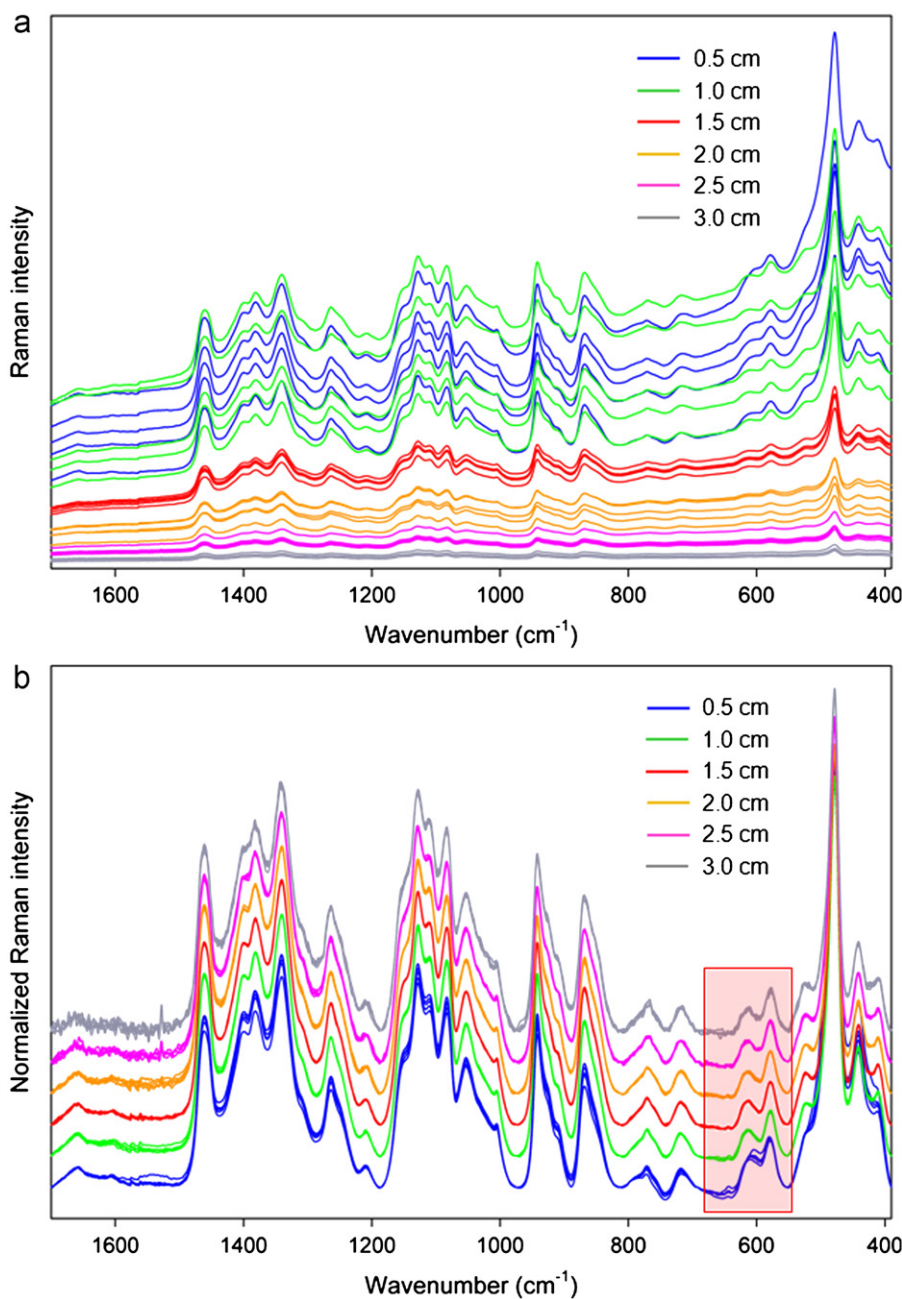 a
0.5 cm
1.0 cm
1.5 cm
2.0 cm
2.5 cm
3.0 cm
Raman intensity
1600 1400 1200 1000 800 600 400
Wavenumber (cm-1)
b
0.5 cm
1.0 cm
1.5 cm
2.0 cm
2.5 cm
3.0 cm
Normalized Raman intensity
1600 1400 1200 1000 800 600 400
Wavenumber (cm-1)